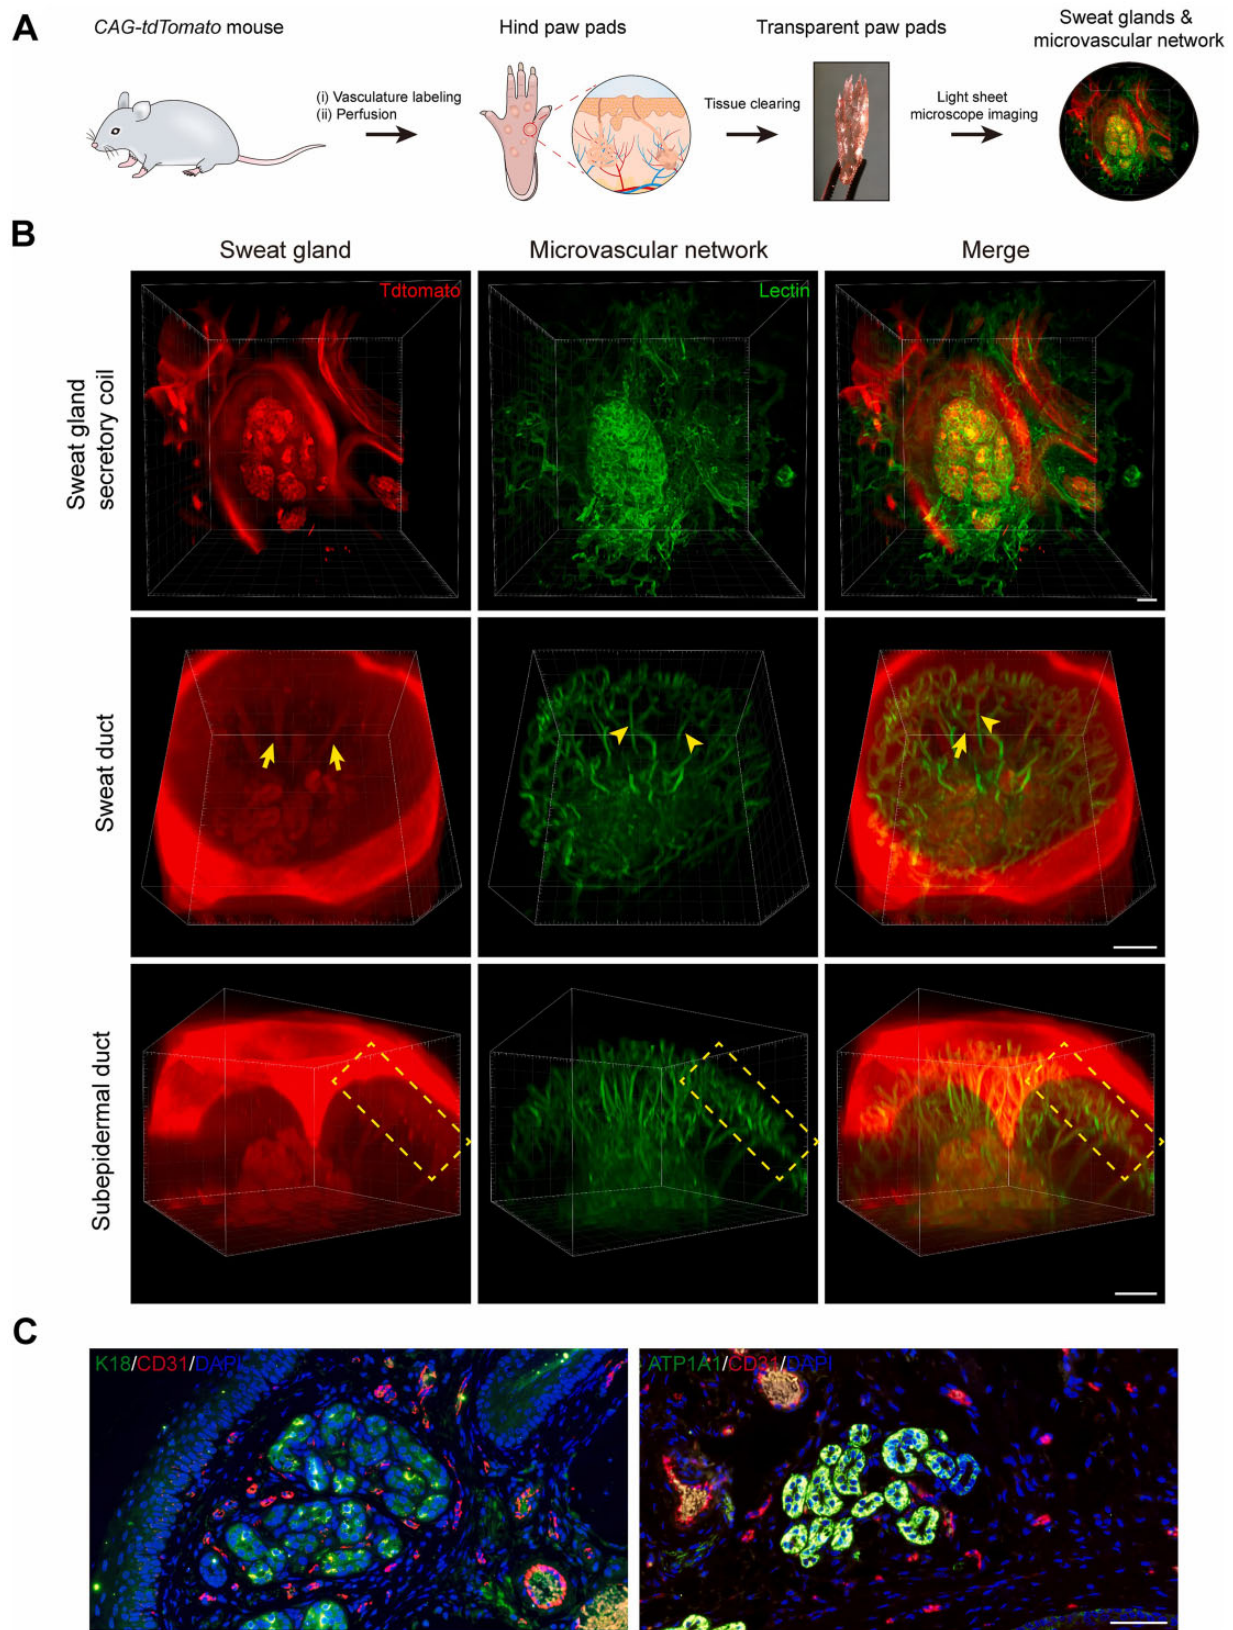 A
CAG-tdTomato mouse
(i) Vasculature labeling
(ii) Perfusion
Hind paw pads
Tissue clearing
Transparent paw pads
Light sheet
microscope imaging
Sweat glands &
microvascular network
B
Sweat gland
Microvascular network
Merge
Sweat gland
secretory coil
Tdtomato
Lectin
Sweat duct
Subepidermal duct
C
K18/CD31/DAPI
ATP1A1/CD31/DAPI